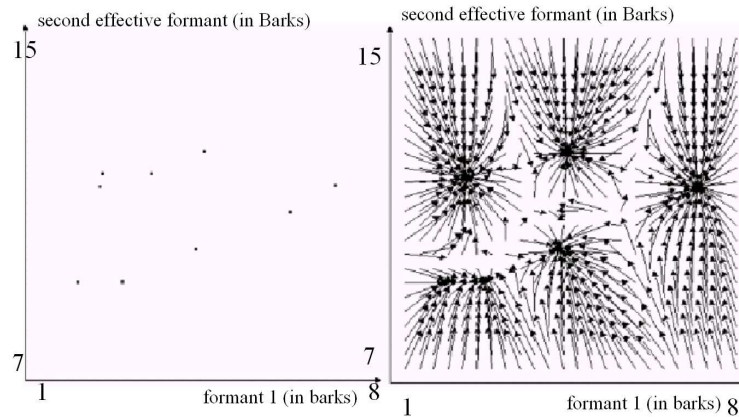 second effective formant (in Barks)
15
7
1
formant 1 (in barks)
8
second effective formant (in Barks)
15
7
1
formant 1 (in barks)
8